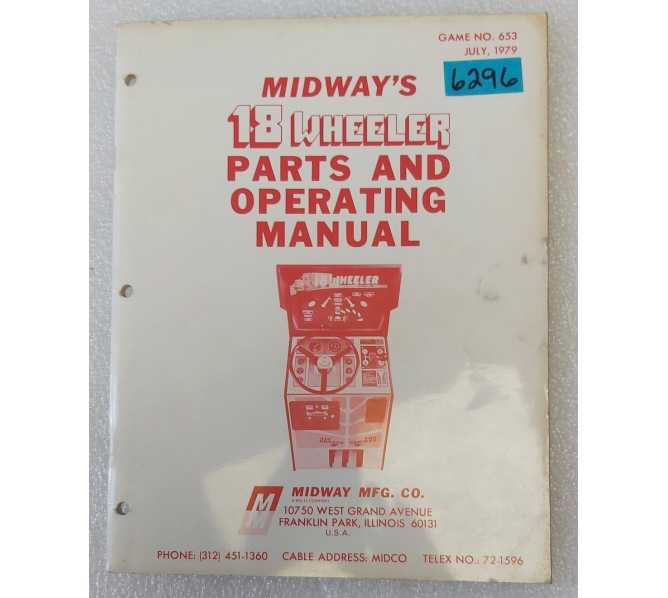 GAME NO. 653
JULY, 1979
6296
MIDWAY'S
18 WHEELER
PARTS AND
OPERATING
MANUAL
18 WHEELER
M
M
MIDWAY MFG. CO.
10750 WEST GRAND AVENUE
FRANKLIN PARK, ILLINOIS 60131
U.S.A.
PHONE: (312) 451-1360 CABLE ADDRESS: MIDCO TELEX NO.: 72-1596